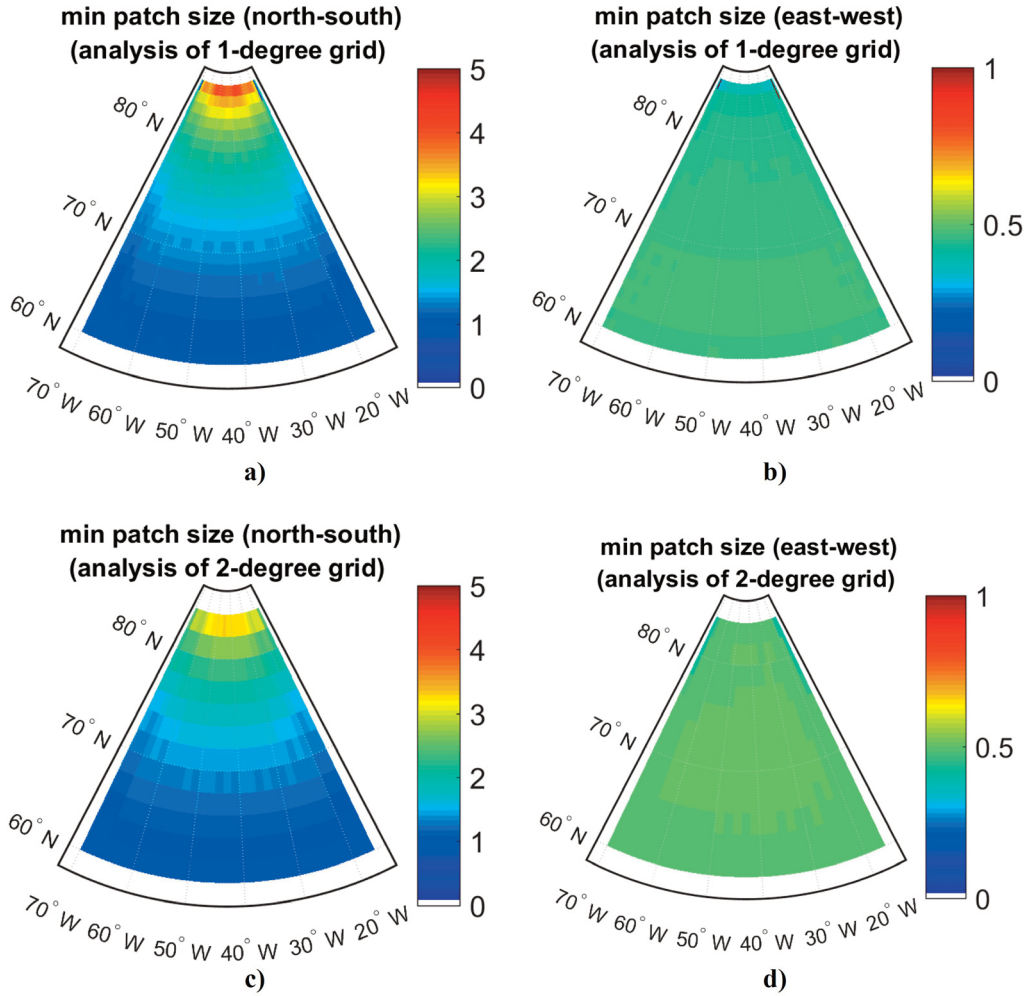 min patch size (north-south)
(analysis of 1-degree grid)
80° N
70° N
60° N
70° W 60° W 50° W 40° W 30° W 20° W
5
4
3
2
1
0
a)
min patch size (east-west)
(analysis of 1-degree grid)
80° N
70° N
60° N
70° W 60° W 50° W 40° W 30° W 20° W
1
0.5
0
b)
min patch size (north-south)
(analysis of 2-degree grid)
80° N
70° N
60° N
70° W 60° W 50° W 40° W 30° W 20° W
5
4
3
2
1
0
c)
min patch size (east-west)
(analysis of 2-degree grid)
80° N
70° N
60° N
70° W 60° W 50° W 40° W 30° W 20° W
1
0.5
0
d)